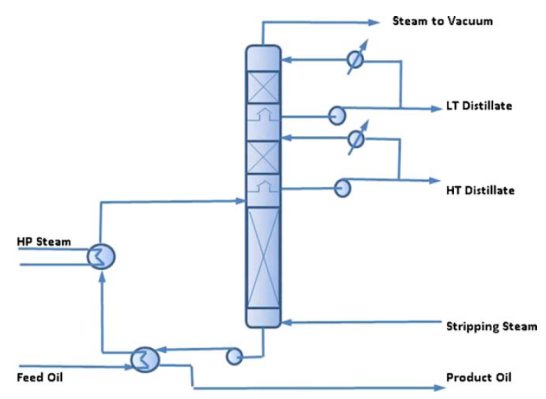 Steam to Vacuum
LT Distillate
HT Distillate
HP Steam
Stripping Steam
Feed Oil
Product Oil